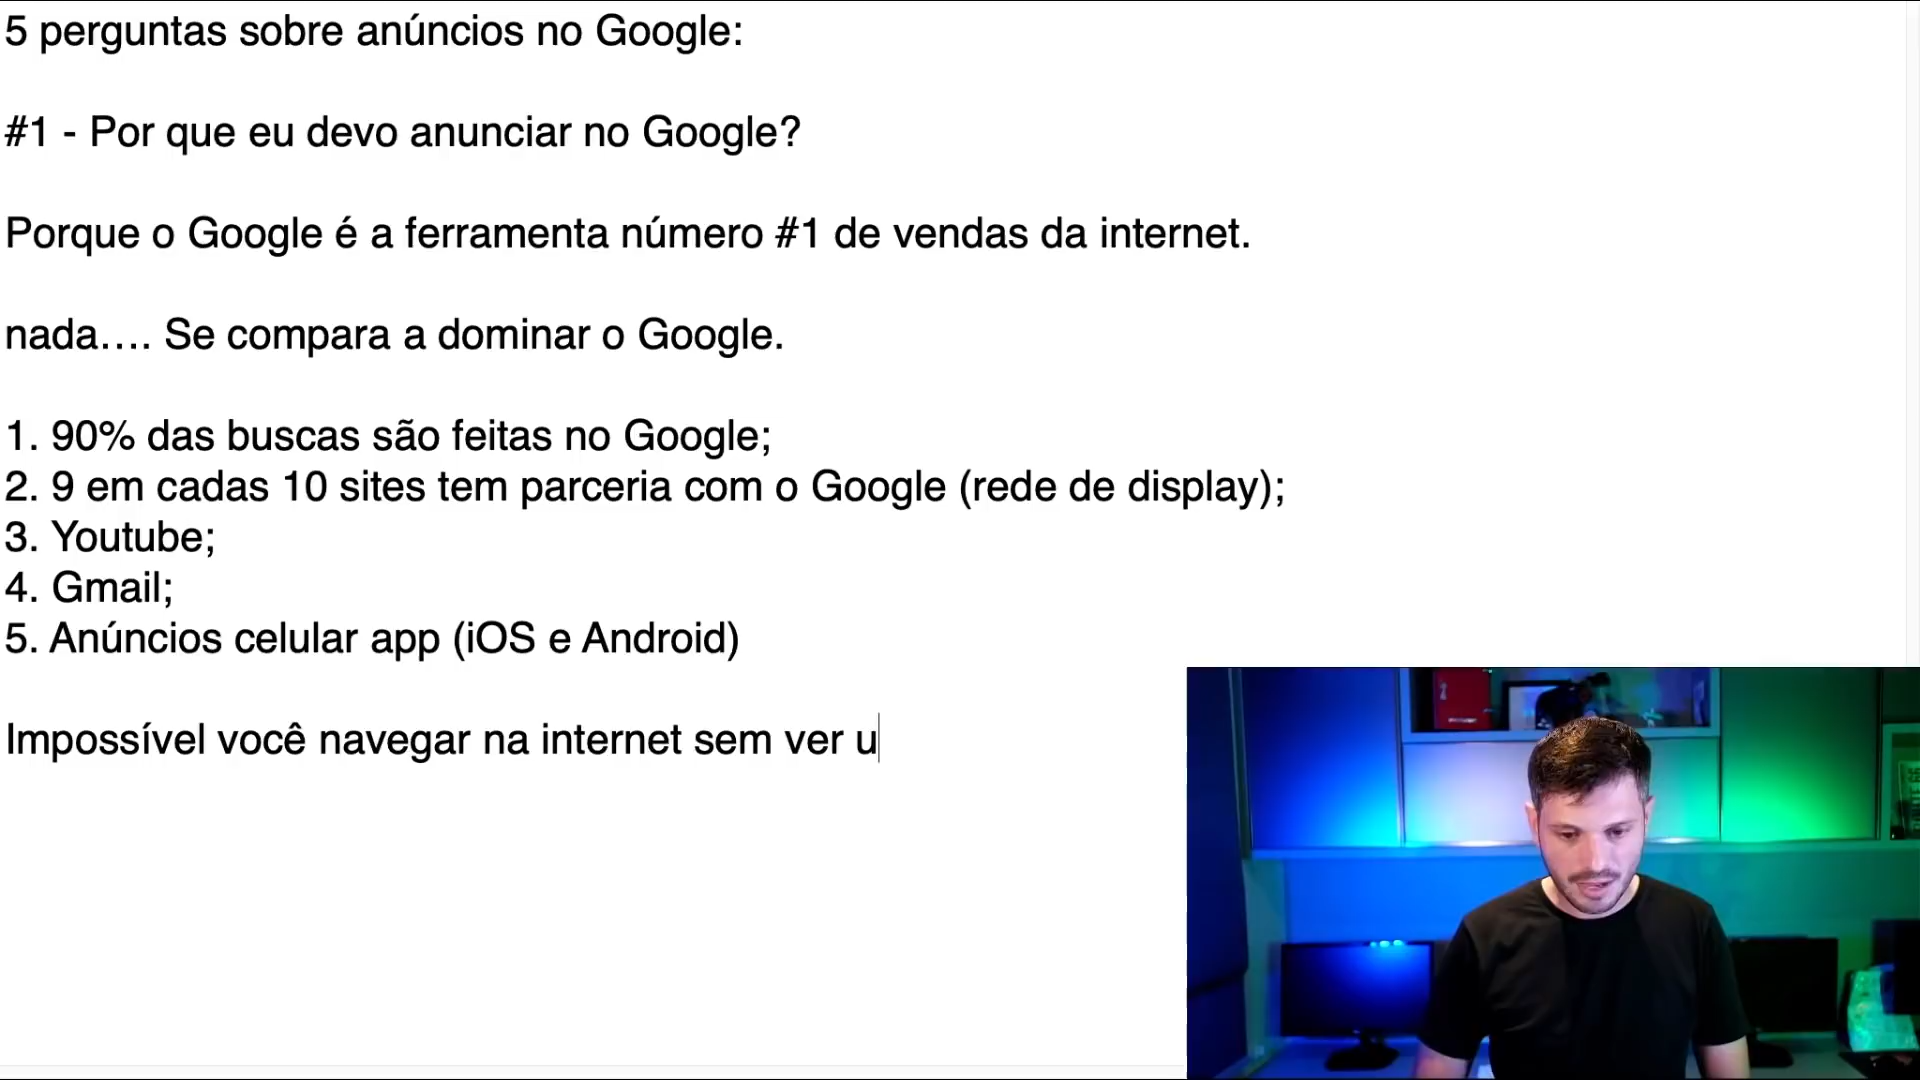 5 perguntas sobre anúncios no Google:
#1 - Por que eu devo anunciar no Google?
Porque o Google é a ferramenta número #1 de vendas da internet.
nada…. Se compara a dominar o Google.
1. 90% das buscas são feitas no Google;
2. 9 em cadas 10 sites tem parceria com o Google (rede de display);
3. Youtube;
4. Gmail;
5. Anúncios celular app (iOS e Android)
Impossível você navegar na internet sem ver u